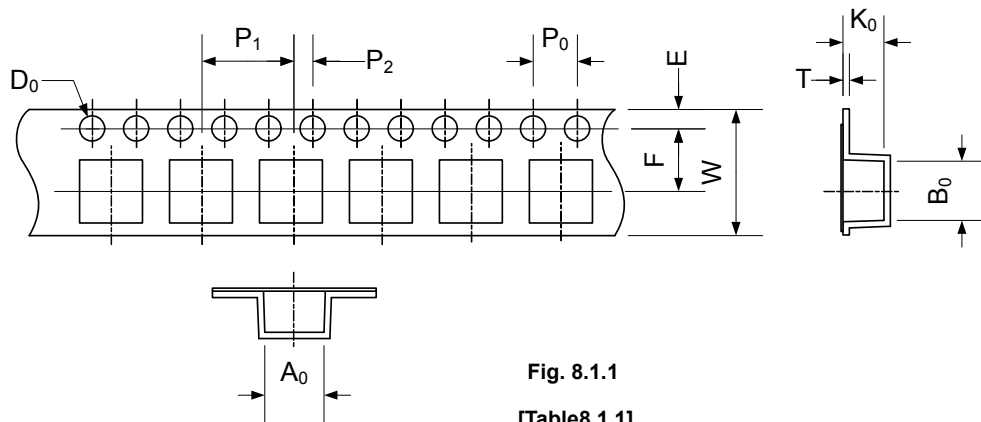 P1
P2
P0
E
K0
T
D0
F
W
B0
A0
Fig. 8.1.1
[Table8.1.1]